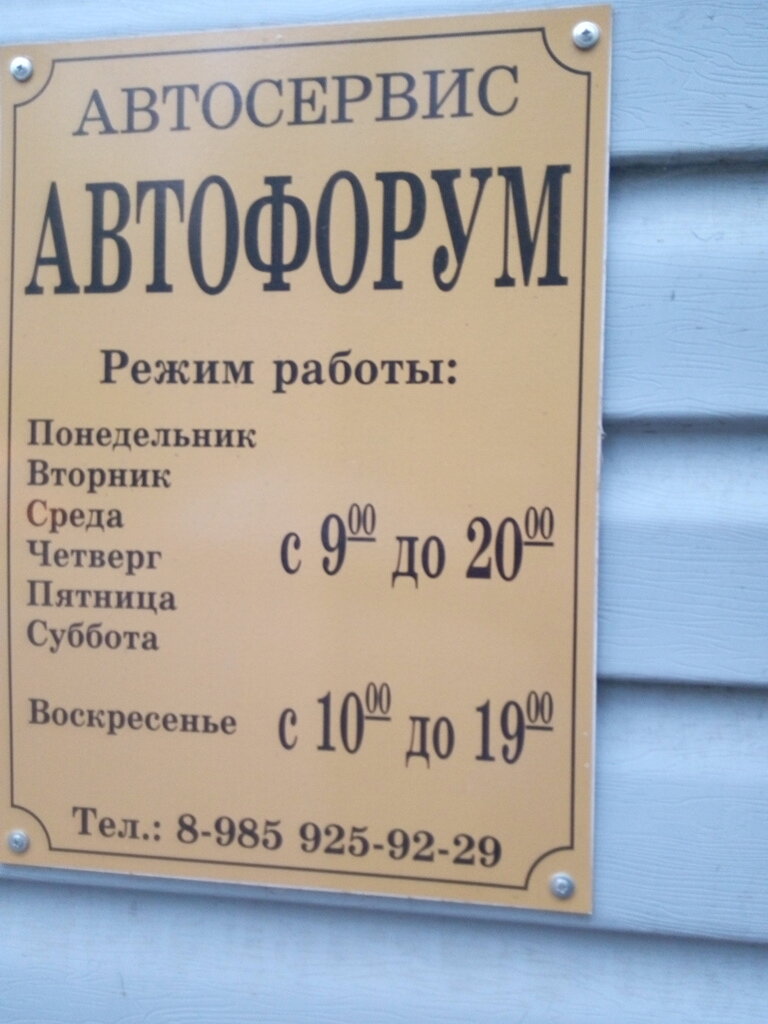 АВТОСЕРВИС
АВТОФОРУМ
Режим работы:
Понедельник
Вторник
Среда
Четверг
Пятница
Суббота
с 9⁰⁰ до 20⁰⁰
Воскресенье с 10⁰⁰ до 19⁰⁰
Тел.: 8-985 925-92-29